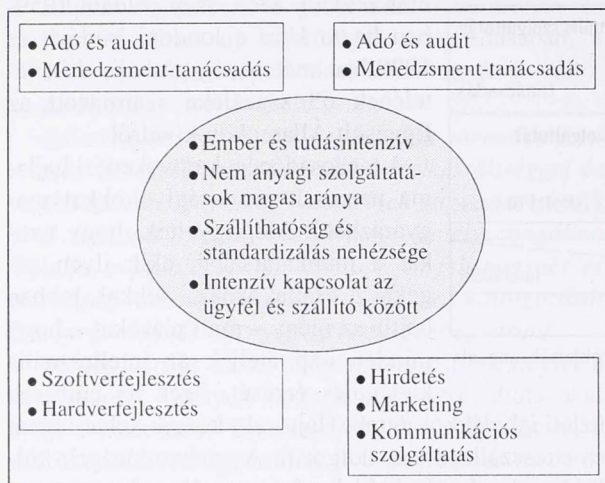 • Adó és audit
• Menedzsment-tanácsadás
• Adó és audit
• Menedzsment-tanácsadás
• Ember és tudásintenzív
• Nem anyagi szolgáltatá-
sok magas aránya
• Szállíthatóság és
standardizálás nehézsége
• Intenzív kapcsolat az
ügyfél és szállító között
• Szoftverfejlesztés
• Hardverfejlesztés
• Hirdetés
• Marketing
• Kommunikációs
szolgáltatás